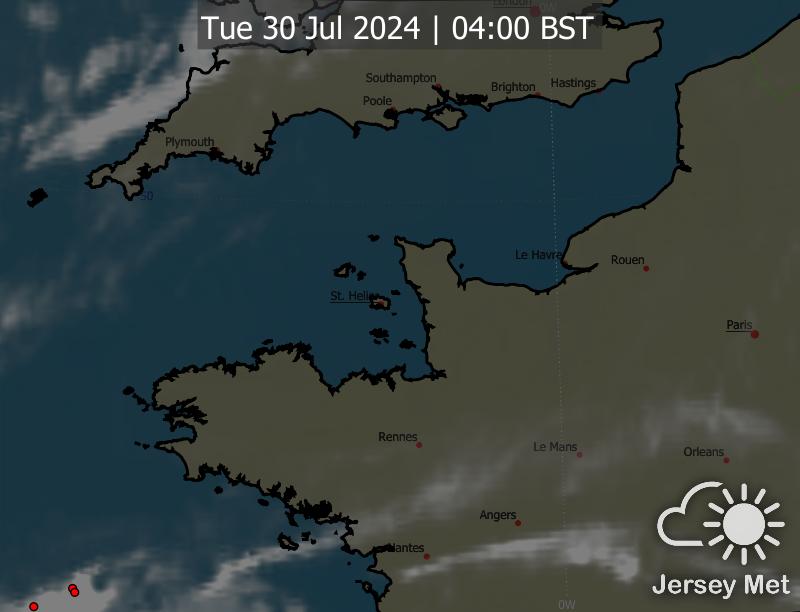 London
0W
Tue 30 Jul 2024 | 04:00 BST
Southampton
Brighton
Hastings
Poole
Plymouth
50
Le Havre
Rouen
St. Helier
Paris
Rennes
Le Mans
Orleans
Angers
Nantes
Jersey Met
0W